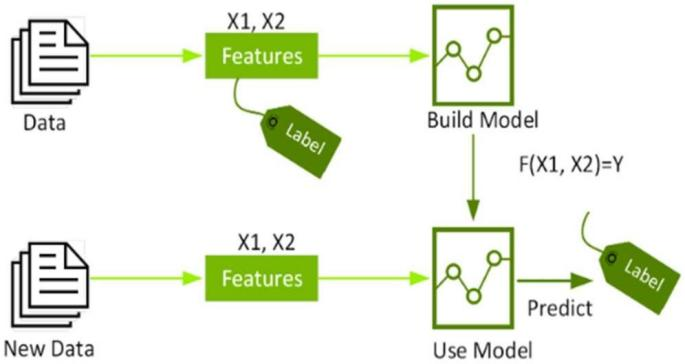 X1, X2
Features
Data
Label
Build Model
F(X1, X2)=Y
X1, X2
Features
Label
Predict
New Data
Use Model